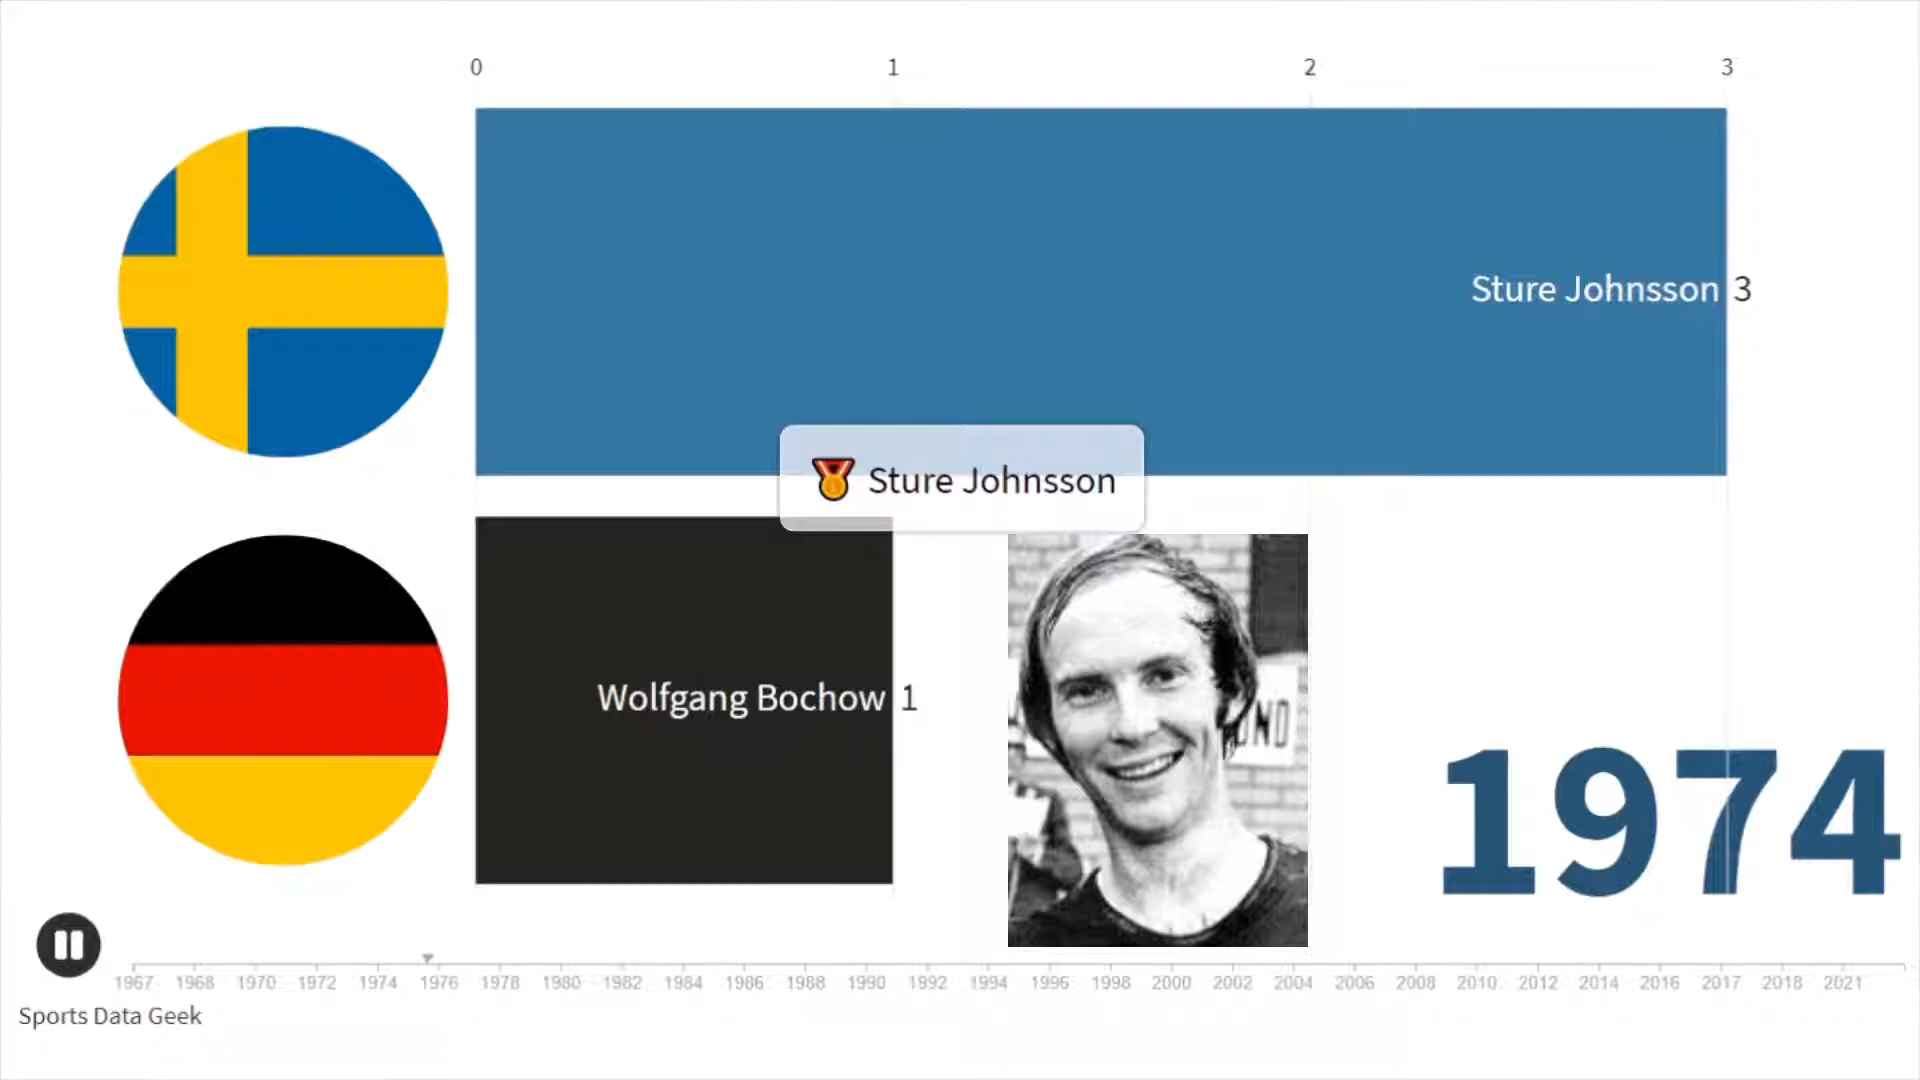 0 1 2 3
Sture Johnsson 3
Sture Johnsson
Wolfgang Bochow 1
OND
1974
1967 1968 1970 1972 1974 1976 1978 1980 1982 1984 1986 1988 1990 1992 1994 1996 1998 2000 2002 2004 2006 2008 2010 2012 2014 2016 2017 2018 2021
Sports Data Geek